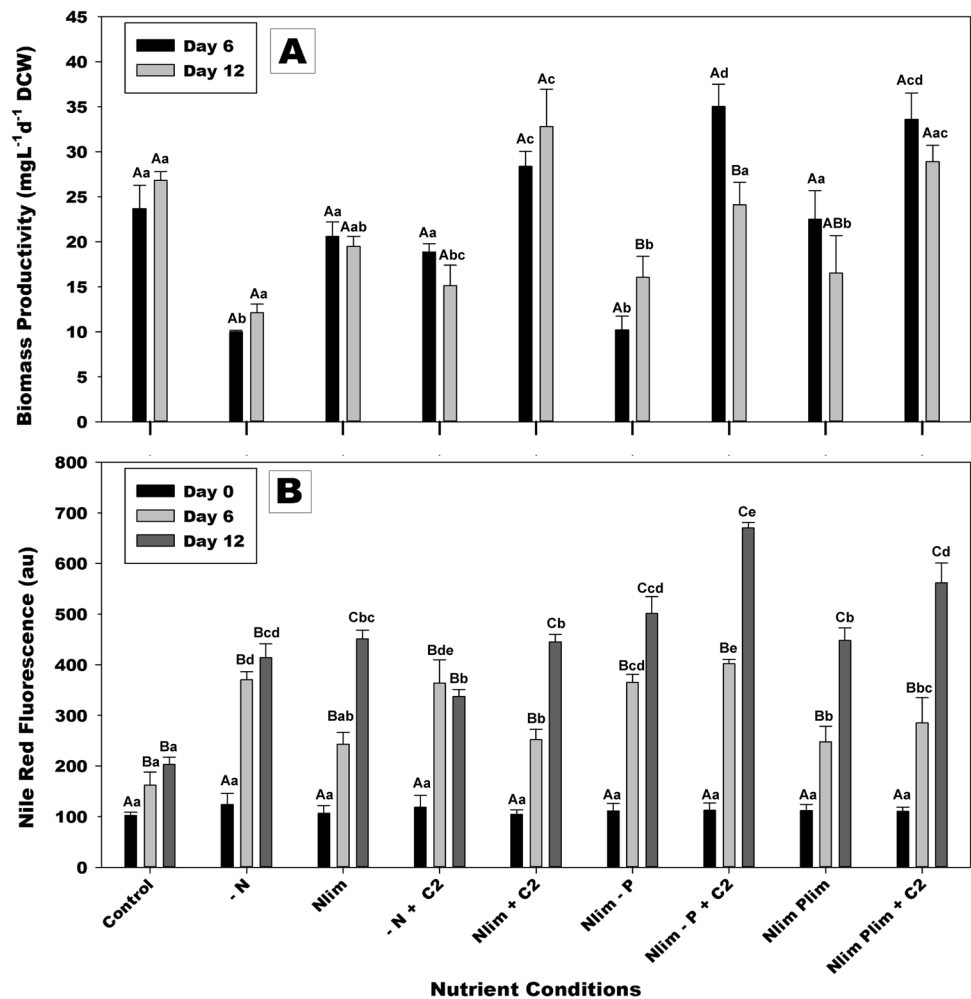 Biomass Productivity (mgL⁻¹d⁻¹ DCW)
45
40
35
30
25
20
15
10
5
0
Day 6
Day 12
A
Aa
Aa
Ab
Aa
Aa
Aab
Aa
Abc
Ac
Ac
Ab
Bb
Ad
Ba
Aa
ABb
Acd
Aac
Nile Red Fluorescence (au)
800
700
600
500
400
300
200
100
0
Day 0
Day 6
Day 12
B
Aa
Ba
Ba
Aa
Bd
Bcd
Aa
Bab
Cbc
Aa
Bde
Bb
Aa
Bb
Cb
Aa
Bcd
Ccd
Aa
Be
Ce
Aa
Bb
Cb
Aa
Bbc
Cd
Control
- N
Nlim
- N + C2
Nlim + C2
Nlim - P
Nlim - P + C2
Nlim Plim
Nlim Plim + C2
Nutrient Conditions